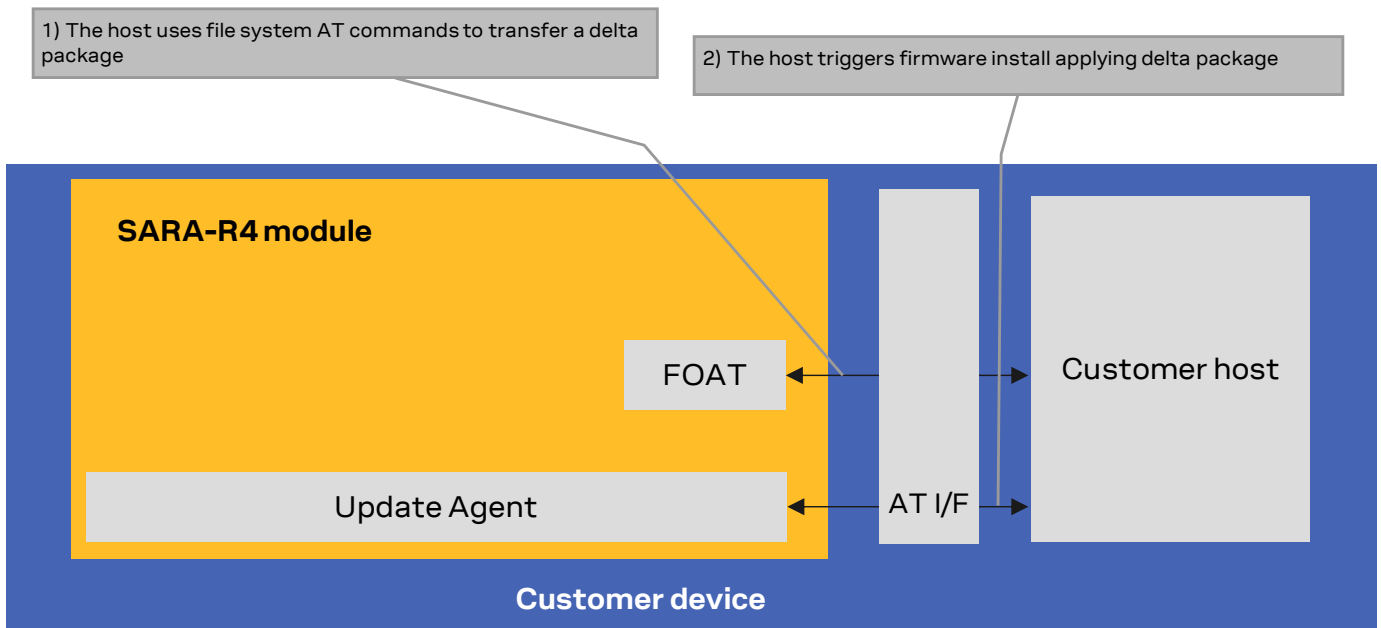 1) The host uses file system AT commands to transfer a delta
package
2) The host triggers firmware install applying delta package
SARA-R4 module
FOAT
Customer host
Update Agent
AT I/F
Customer device